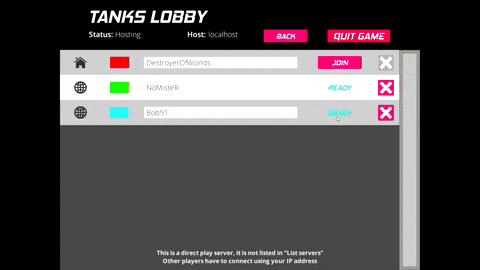 TANKS LOBBY
Status: Hosting
Host: localhost
BACK
QUIT GAME
DestroyerOfWorlds
JOIN
NoMisteR
READY
Bob91
READY
This is a direct play server, it is not listed in "List servers"
Other players have to connect using your IP address